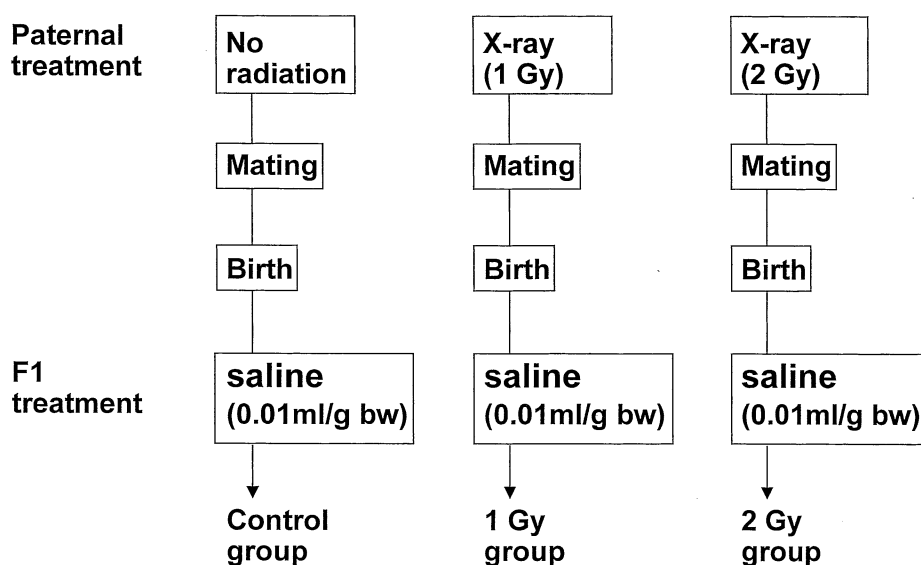 Paternal
treatment
No
radiation
X-ray
(1 Gy)
X-ray
(2 Gy)
Mating
Mating
Mating
Birth
Birth
Birth
F1
treatment
saline
(0.01ml/g bw)
saline
(0.01ml/g bw)
saline
(0.01ml/g bw)
Control
group
1 Gy
group
2 Gy
group